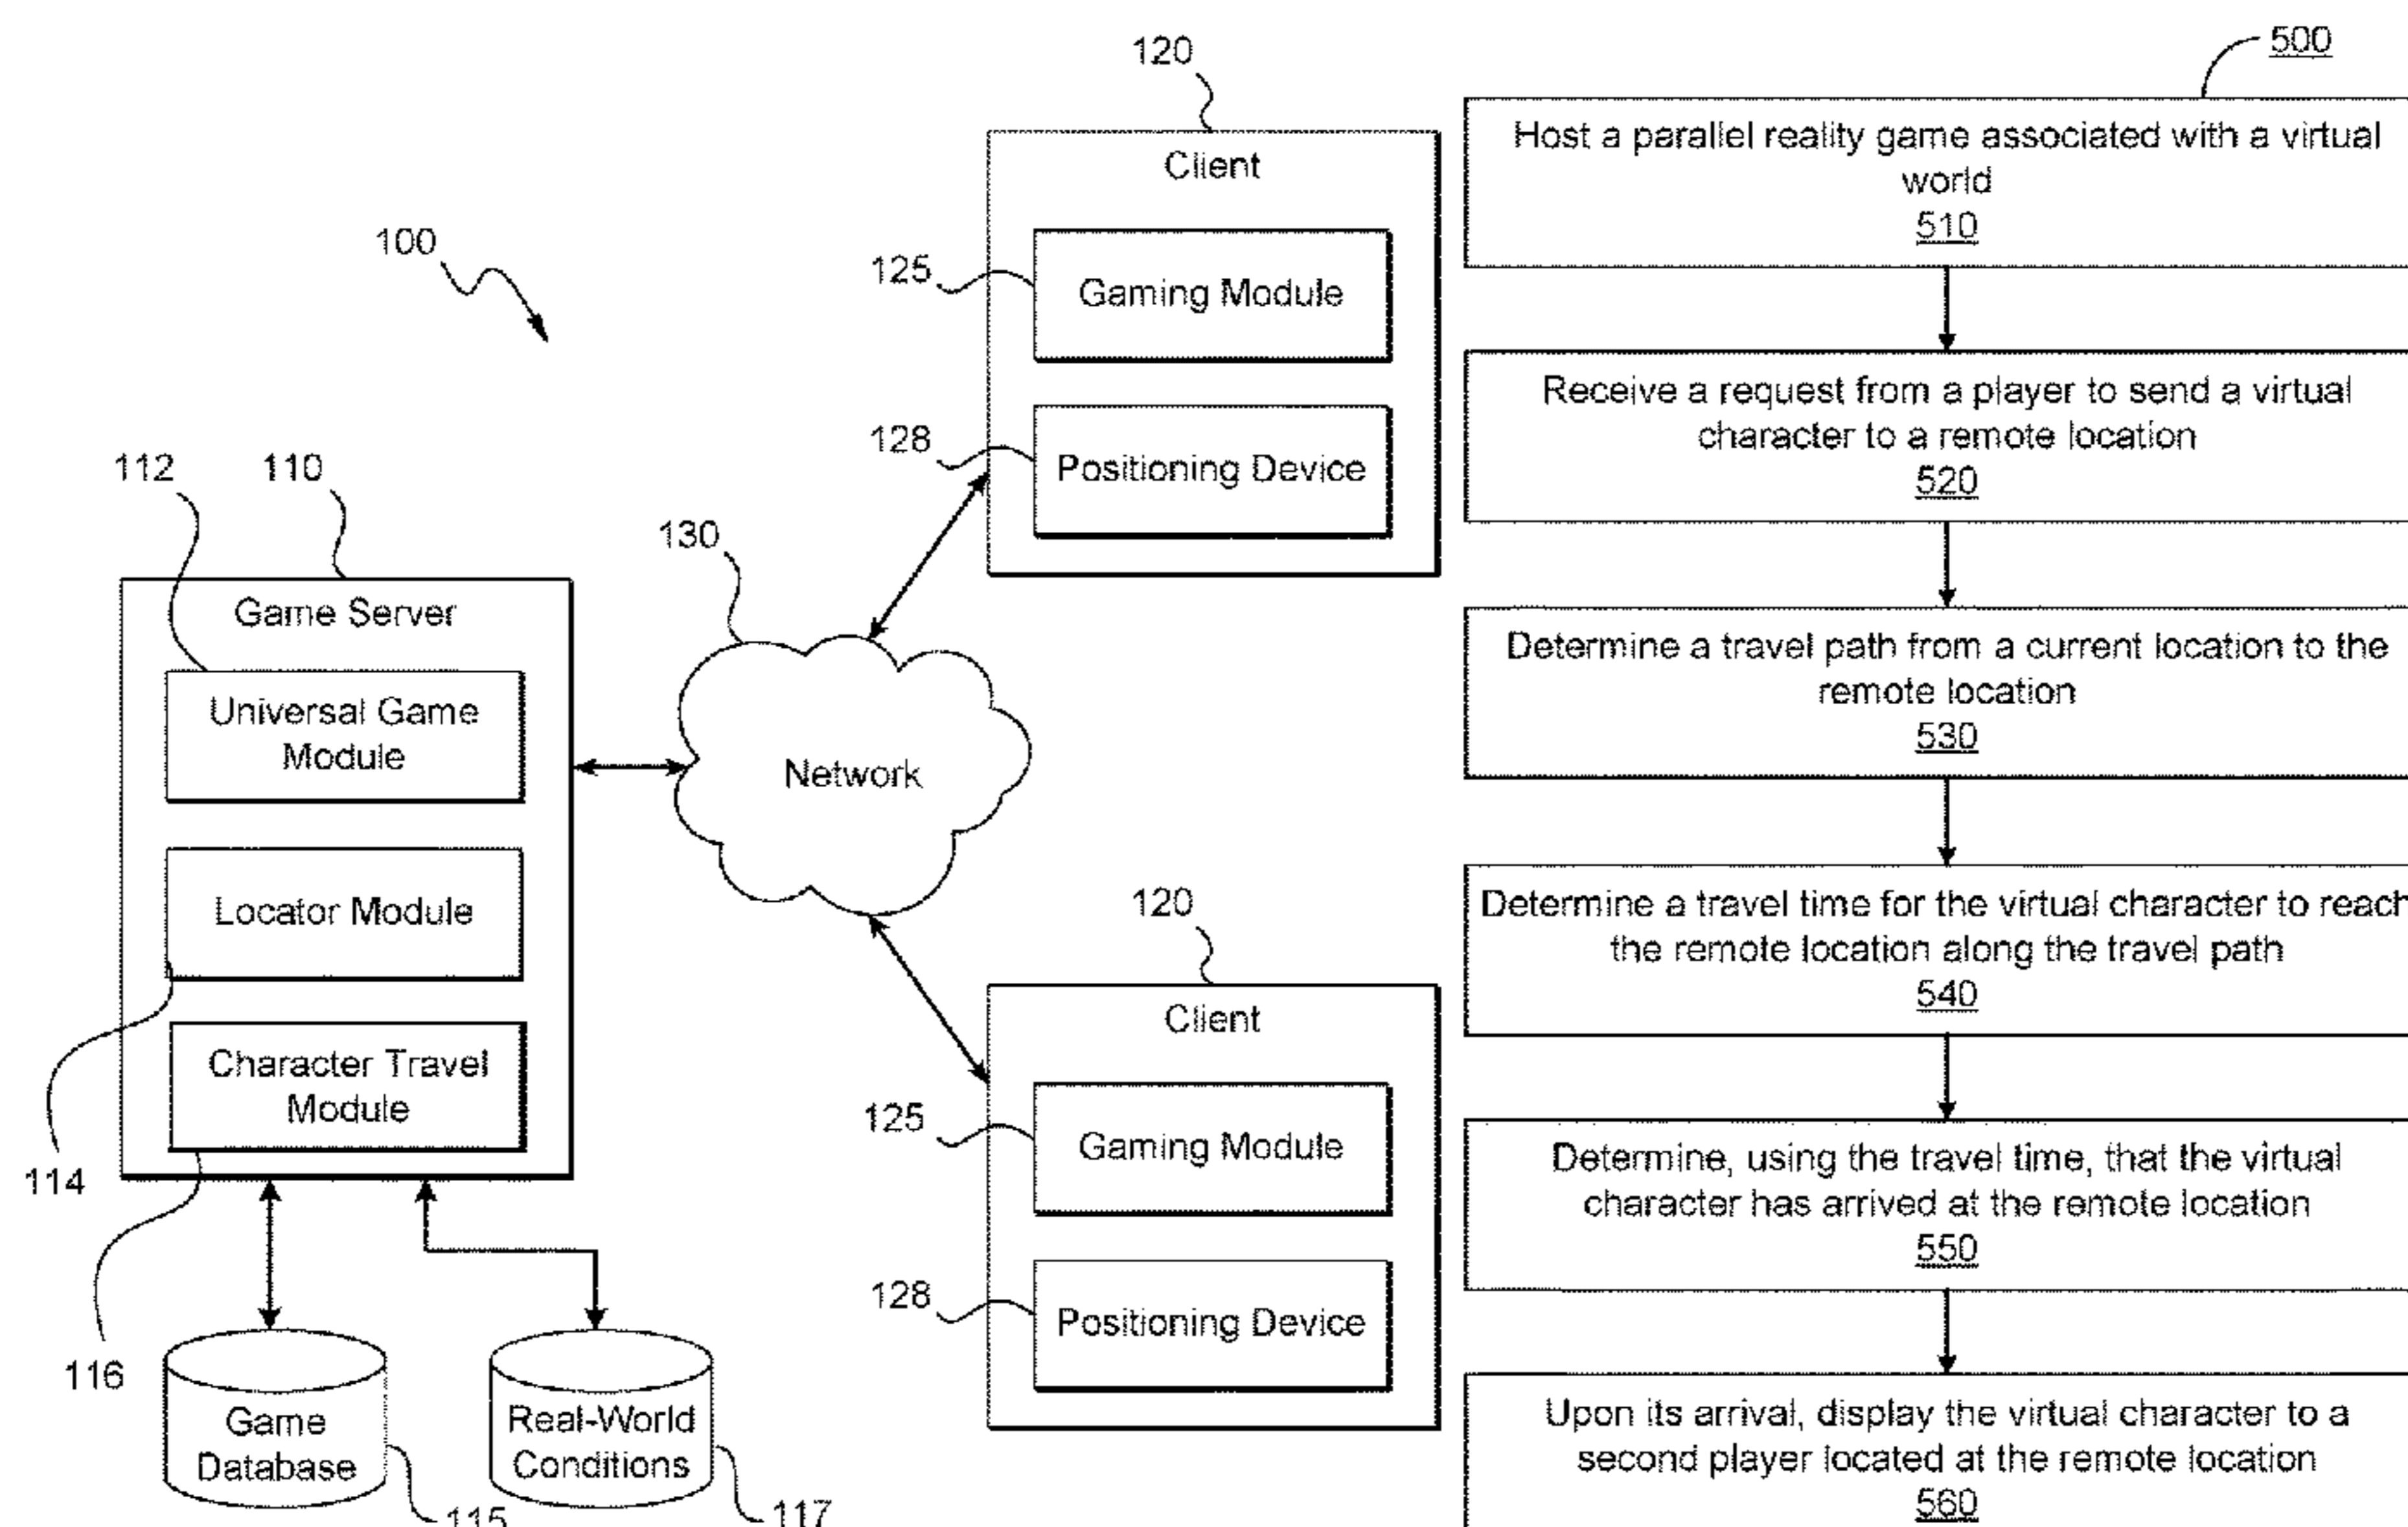 100
112
110
Game Server
Universal Game
Module
Locator Module
Character Travel
Module
114
116
Game
Database
115
Real-World
Conditions
117
130
Network
120
Client
125
Gaming Module
128
Positioning Device
120
Client
125
Gaming Module
128
Positioning Device
500
Host a parallel reality game associated with a virtual
world
510
Receive a request from a player to send a virtual
character to a remote location
520
Determine a travel path from a current location to the
remote location
530
Determine a travel time for the virtual character to reach
the remote location along the travel path
540
Determine, using the travel time, that the virtual
character has arrived at the remote location
550
Upon its arrival, display the virtual character to a
second player located at the remote location
560